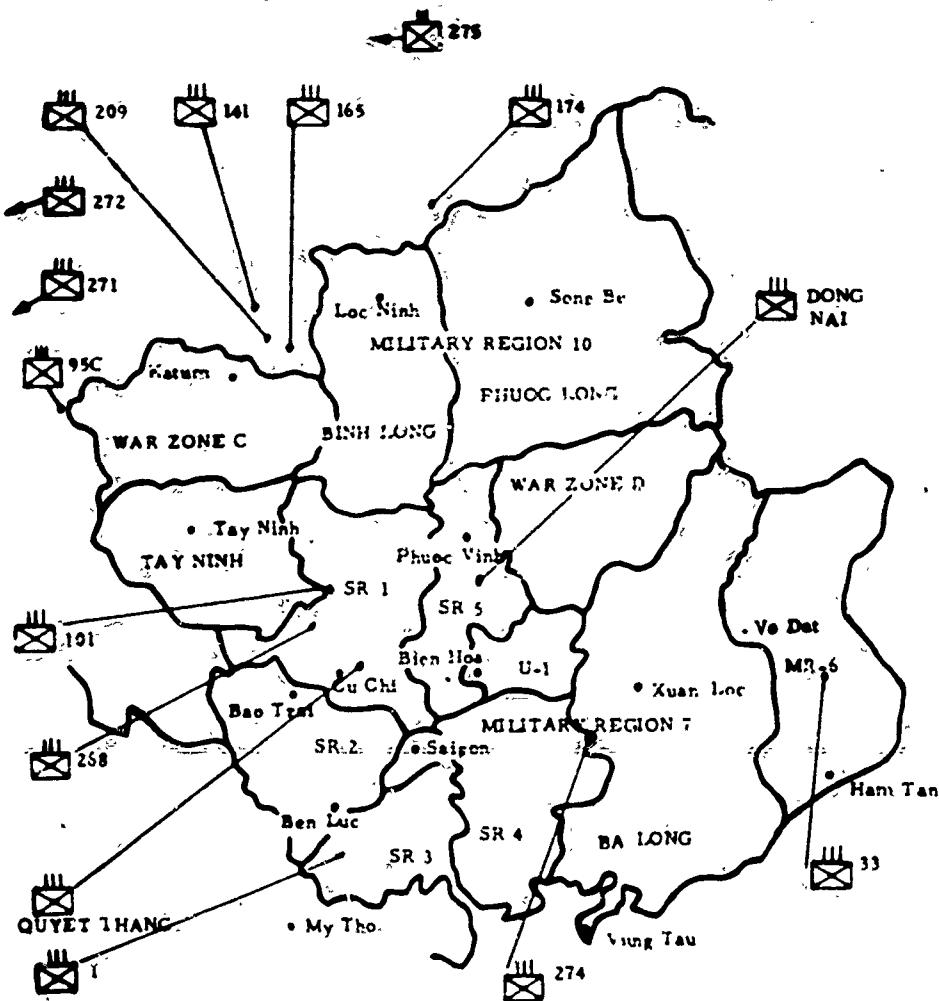 275
209
141
165
174
272
271
DONG
NAI
95C
Loc Ninh
Song Be
MILITARY REGION 10
Katum
PHUOC LONG
WAR ZONE C
BINH LONG
WAR ZONE D
Tay Ninh
TAY NINH
Phuoc Vinh
SR 1
SR 5
101
Vo Dat
Bien Hoa
U-1
MR-6
Cu Chi
Xuan Loc
Bao Trai
MILITARY REGION 7
SR 2
Saigon
268
Ham Tan
Ben Luc
SR 4
BA LONG
SR 3
33
QUYET THANG
My Tho
Vung Tau
1
274